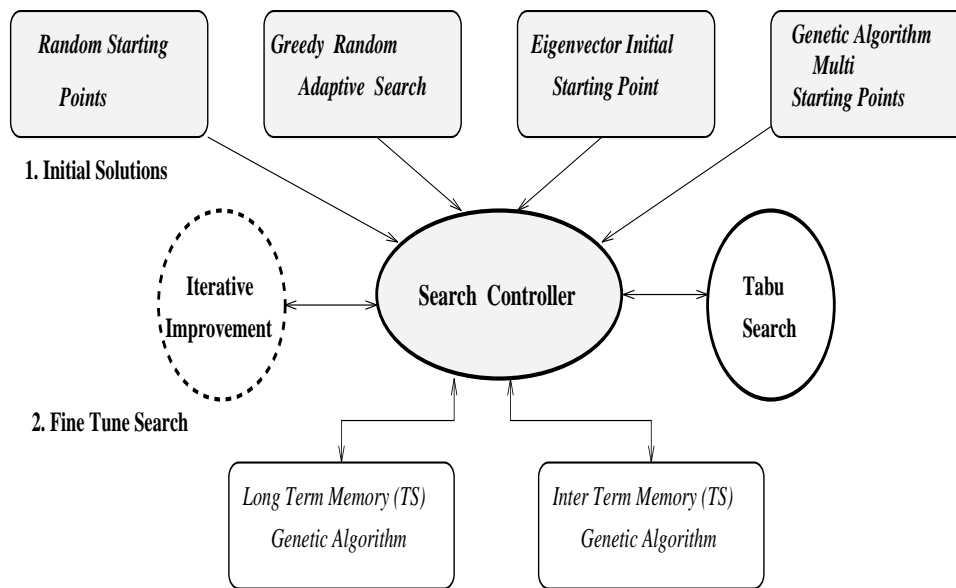 Random Starting
Points
Greedy Random
Adaptive Search
Eigenvector Initial
Starting Point
Genetic Algorithm
Multi
Starting Points
1. Initial Solutions
Iterative
Improvement
Search Controller
Tabu
Search
2. Fine Tune Search
Long Term Memory (TS)
Genetic Algorithm
Inter Term Memory (TS)
Genetic Algorithm